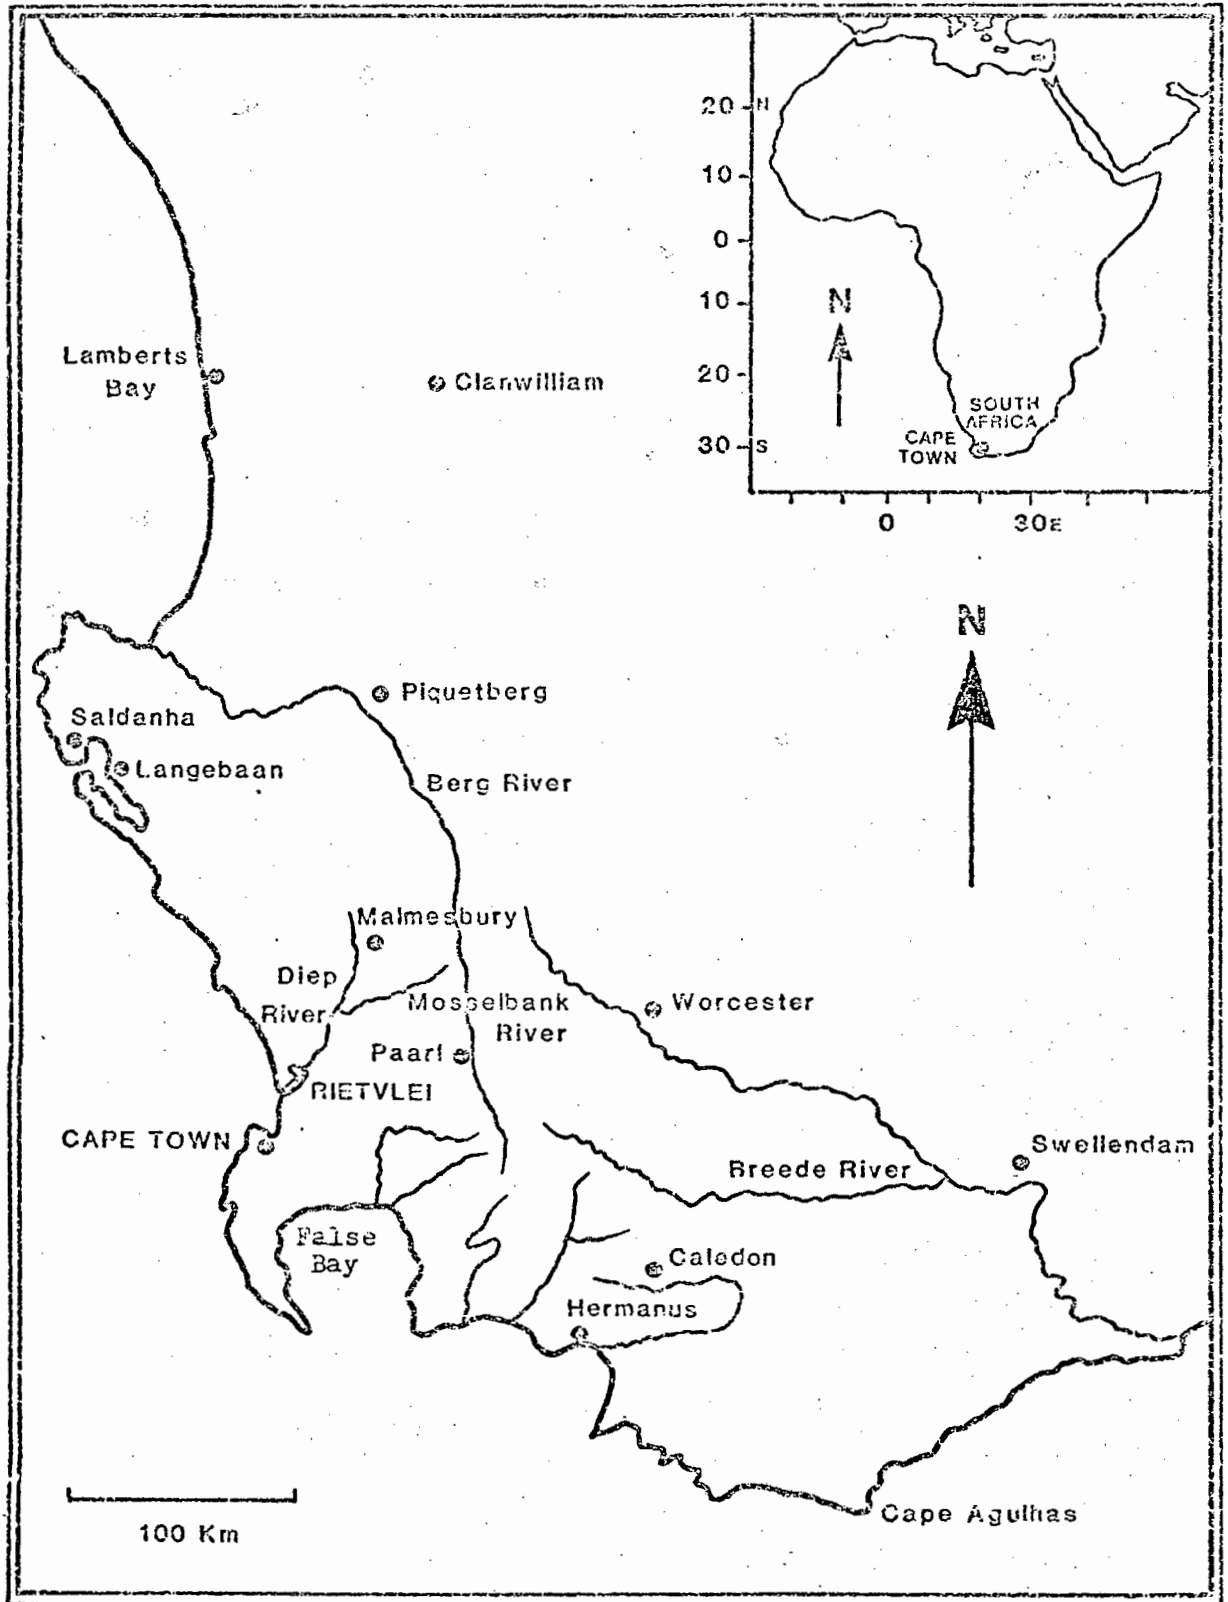 20 N
10
0
10
20
30 S
N
SOUTH
AFRICA
CAPE
TOWN
0
30E
Lamberts
Bay
Clanwilliam
N
Piquetberg
Saldanha
Langebaan
Berg River
Malmesbury
Diep
River
Mosselbank
River
Worcester
Paarl
RIETVLEI
CAPE TOWN
Swellendam
Breede River
False
Bay
Caledon
Hermanus
Cape Agulhas
100 Km